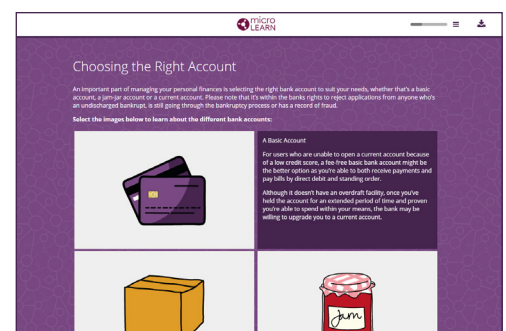 micro
LEARN
Choosing the Right Account
An important part of managing your personal finances is selecting the right bank account to suit your needs, whether that's a basic
account, a jam-jar account or a current account. Please note that it's within the banks rights to reject applications from anyone who's
an undischarged bankrupt, is still going through the bankruptcy process or has a record of fraud.
Select the images below to learn about the different bank accounts:
A Basic Account
For users who are unable to open a current account because
of a low credit score, a fee-free basic bank account might be
the better option as you're able to both receive payments and
pay bills by direct debit and standing order.
Although it doesn't have an overdraft facility, once you've
held the account for an extended period of time and proven
you're able to spend within your means, the bank may be
willing to upgrade you to a current account.
Jam